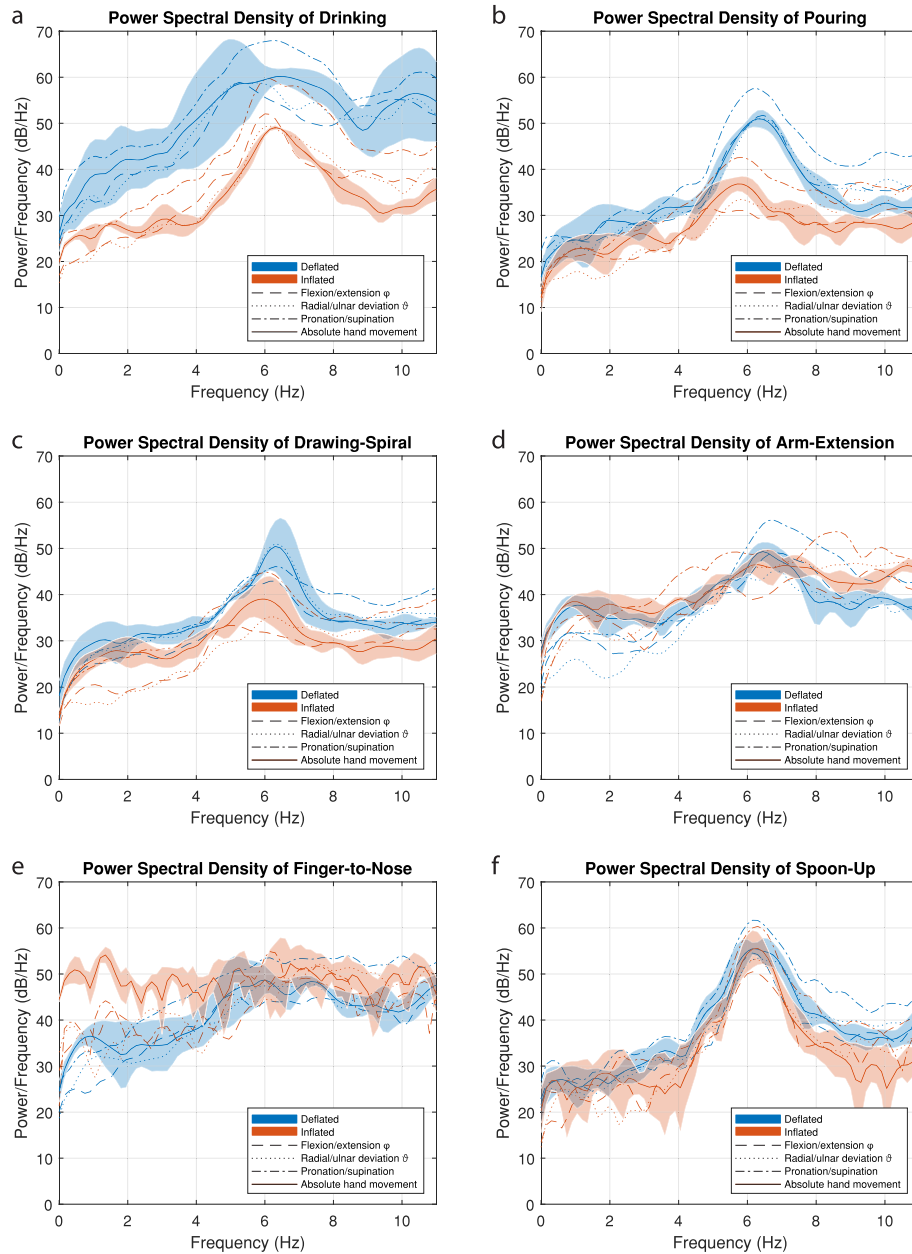 a
Power Spectral Density of Drinking
70
60
50
40
30
20
10
0
Power/Frequency (dB/Hz)
Deflated
Inflated
Flexion/extension φ
Radial/ulnar deviation ϑ
Pronation/supination
Absolute hand movement
0 2 4 6 8 10
Frequency (Hz)
b
Power Spectral Density of Pouring
70
60
50
40
30
20
10
0
Power/Frequency (dB/Hz)
Deflated
Inflated
Flexion/extension φ
Radial/ulnar deviation ϑ
Pronation/supination
Absolute hand movement
0 2 4 6 8 10
Frequency (Hz)
c
Power Spectral Density of Drawing-Spiral
70
60
50
40
30
20
10
0
Power/Frequency (dB/Hz)
Deflated
Inflated
Flexion/extension φ
Radial/ulnar deviation ϑ
Pronation/supination
Absolute hand movement
0 2 4 6 8 10
Frequency (Hz)
d
Power Spectral Density of Arm-Extension
70
60
50
40
30
20
10
0
Power/Frequency (dB/Hz)
Deflated
Inflated
Flexion/extension φ
Radial/ulnar deviation ϑ
Pronation/supination
Absolute hand movement
0 2 4 6 8 10
Frequency (Hz)
e
Power Spectral Density of Finger-to-Nose
70
60
50
40
30
20
10
0
Power/Frequency (dB/Hz)
Deflated
Inflated
Flexion/extension φ
Radial/ulnar deviation ϑ
Pronation/supination
Absolute hand movement
0 2 4 6 8 10
Frequency (Hz)
f
Power Spectral Density of Spoon-Up
70
60
50
40
30
20
10
0
Power/Frequency (dB/Hz)
Deflated
Inflated
Flexion/extension φ
Radial/ulnar deviation ϑ
Pronation/supination
Absolute hand movement
0 2 4 6 8 10
Frequency (Hz)